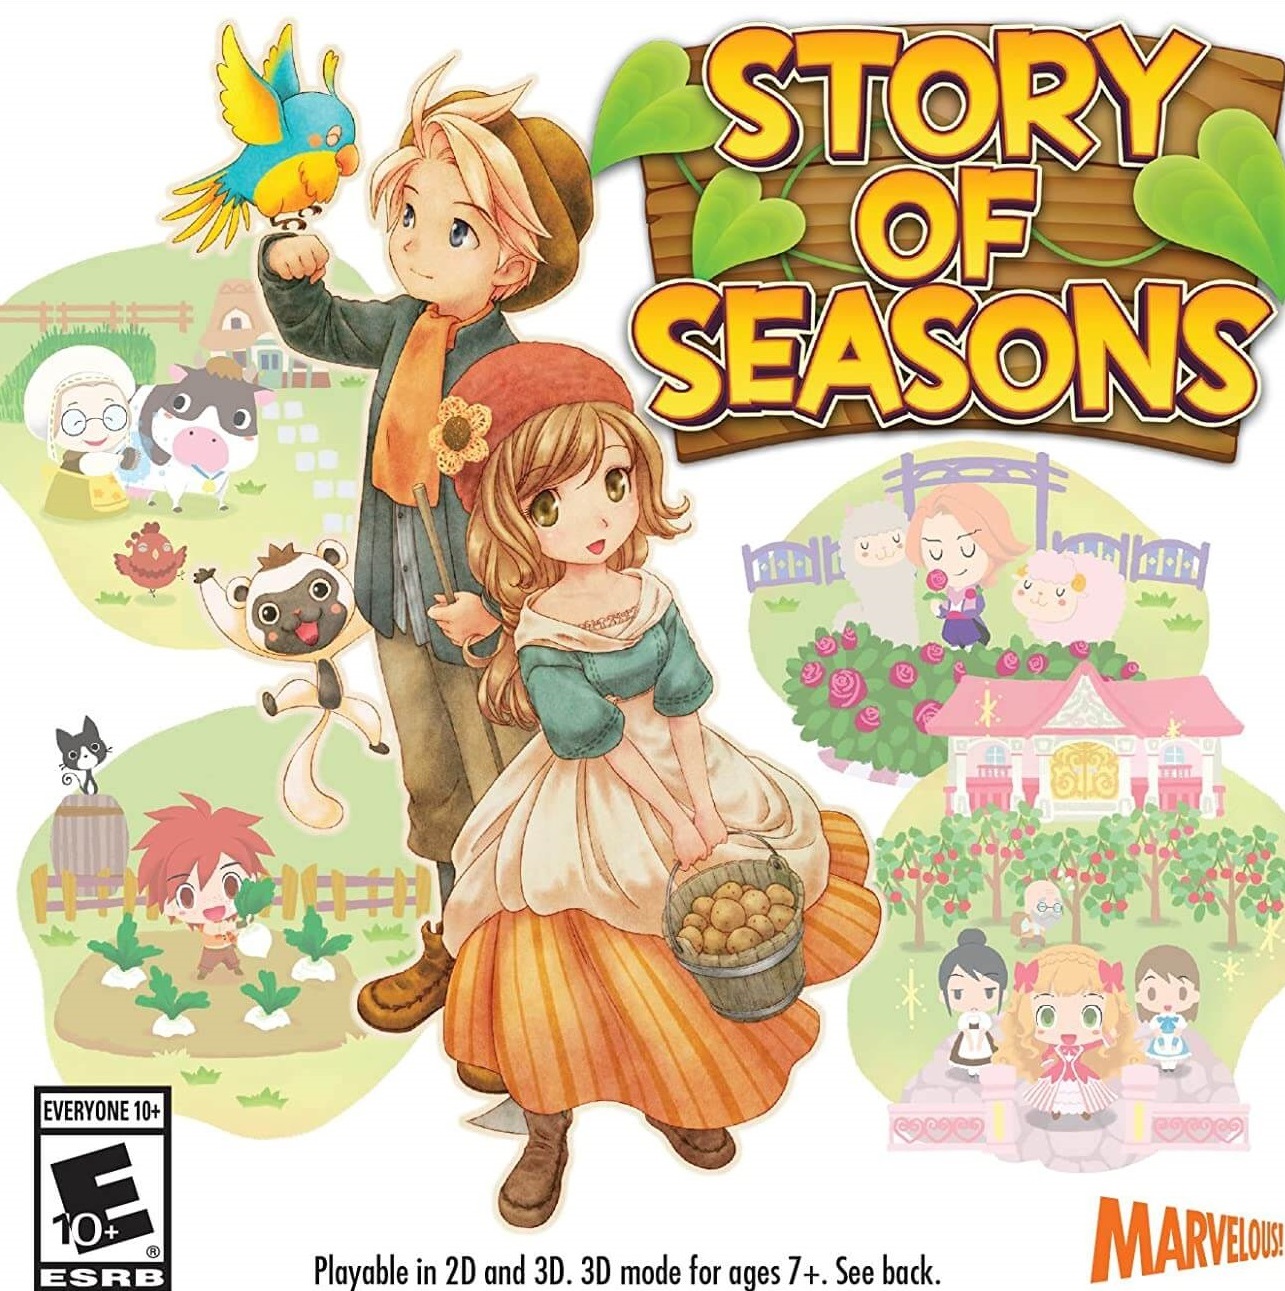 STORY
OF
SEASONS
EVERYONE 10+
E
10+
®
ESRB
Playable in 2D and 3D. 3D mode for ages 7+. See back.
MARVELOUS!